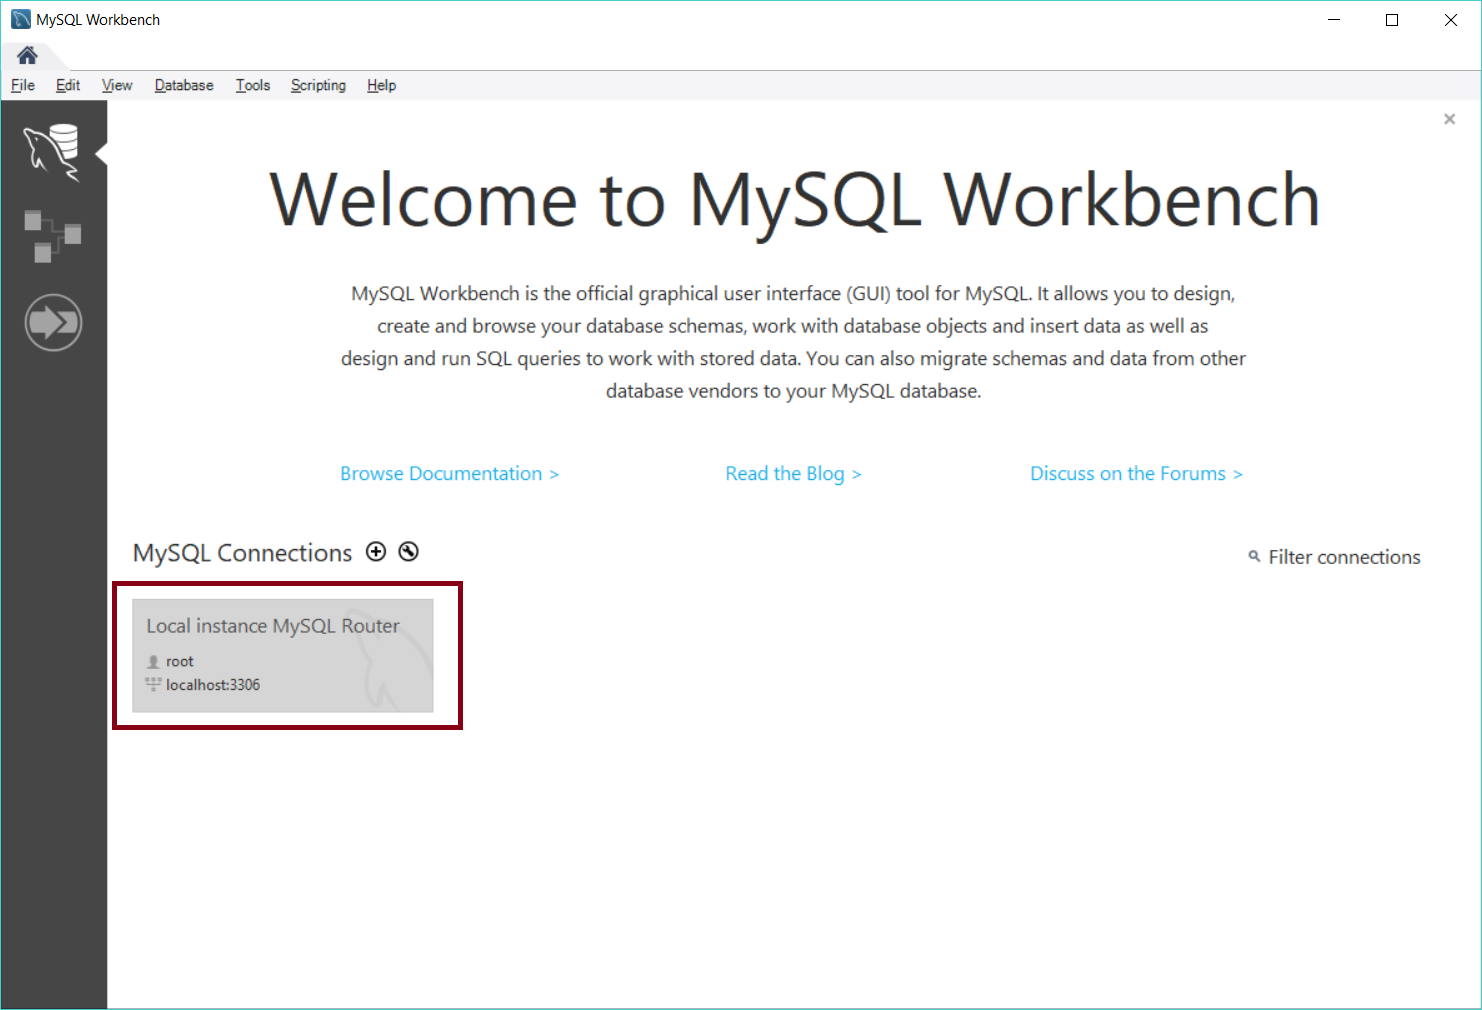 MySQL Workbench
File Edit View Database Tools Scripting Help
Welcome to MySQL Workbench
MySQL Workbench is the official graphical user interface (GUI) tool for MySQL. It allows you to design,
create and browse your database schemas, work with database objects and insert data as well as
design and run SQL queries to work with stored data. You can also migrate schemas and data from other
database vendors to your MySQL database.
Browse Documentation > Read the Blog > Discuss on the Forums >
MySQL Connections
Filter connections
Local instance MySQL Router
root
localhost:3306